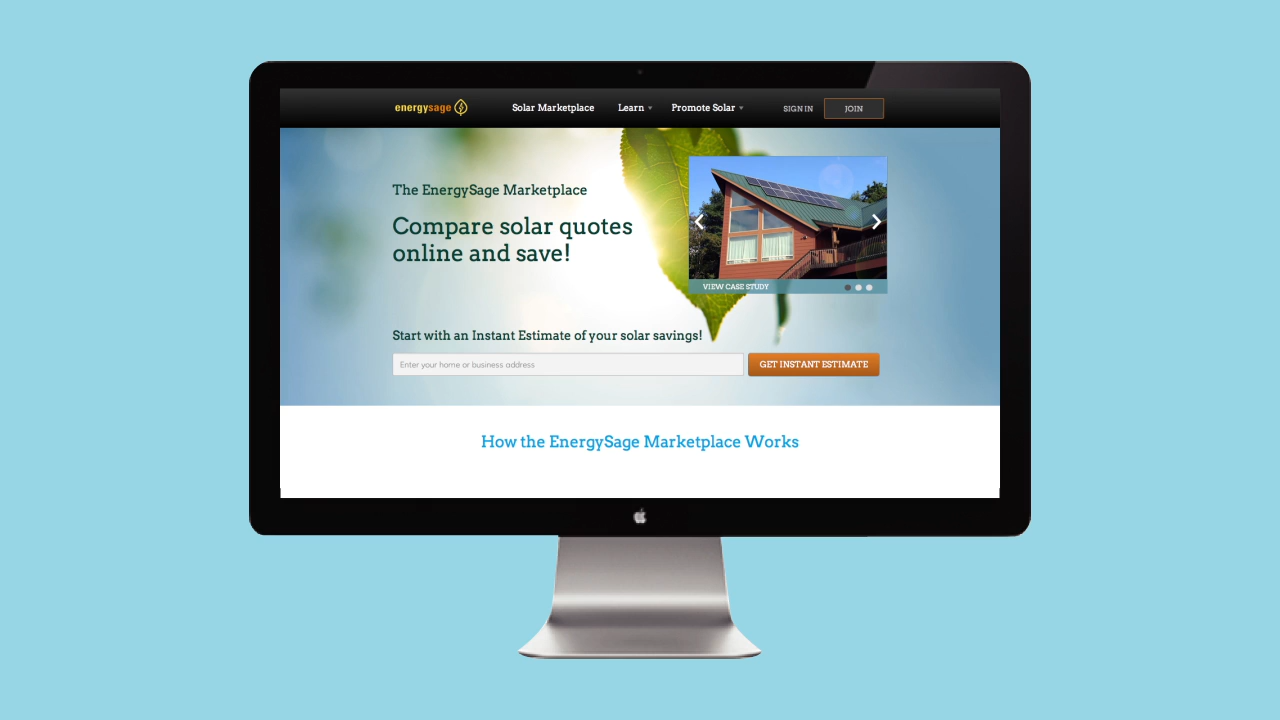 energysage
Solar Marketplace
Learn
Promote Solar
SIGN IN
JOIN
The EnergySage Marketplace
Compare solar quotes
online and save!
VIEW CASE STUDY
Start with an Instant Estimate of your solar savings!
Enter your home or business address
GET INSTANT ESTIMATE
How the EnergySage Marketplace Works